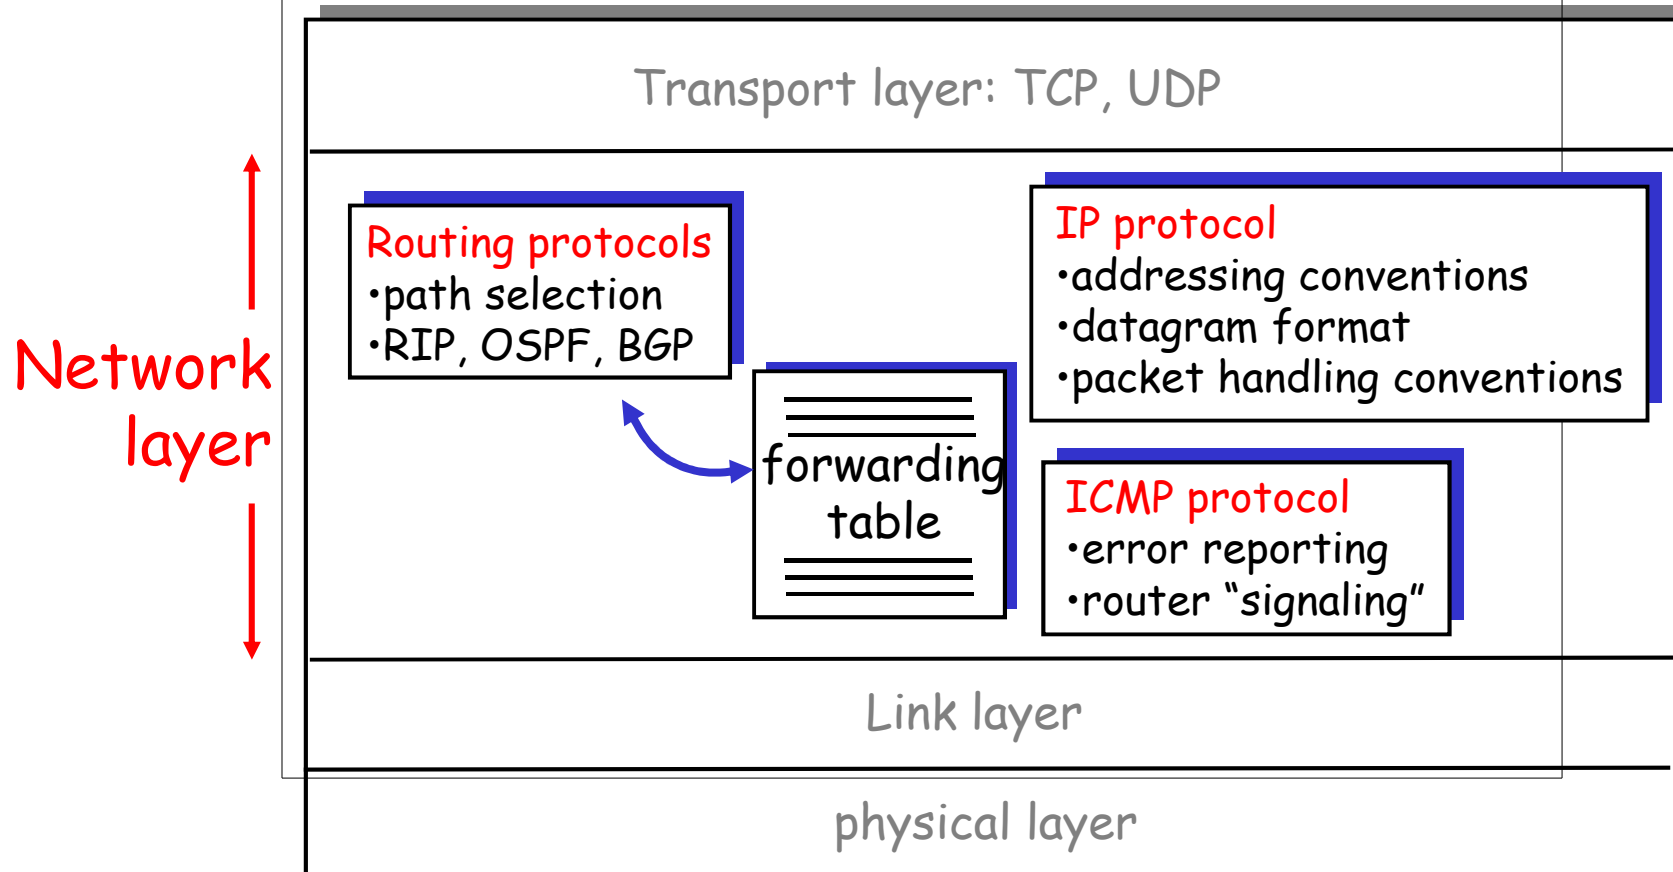 Transport layer: TCP, UDP
Network
layer
Routing protocols
•path selection
•RIP, OSPF, BGP
forwarding
table
IP protocol
•addressing conventions
•datagram format
•packet handling conventions
ICMP protocol
•error reporting
•router “signaling”
Link layer
physical layer